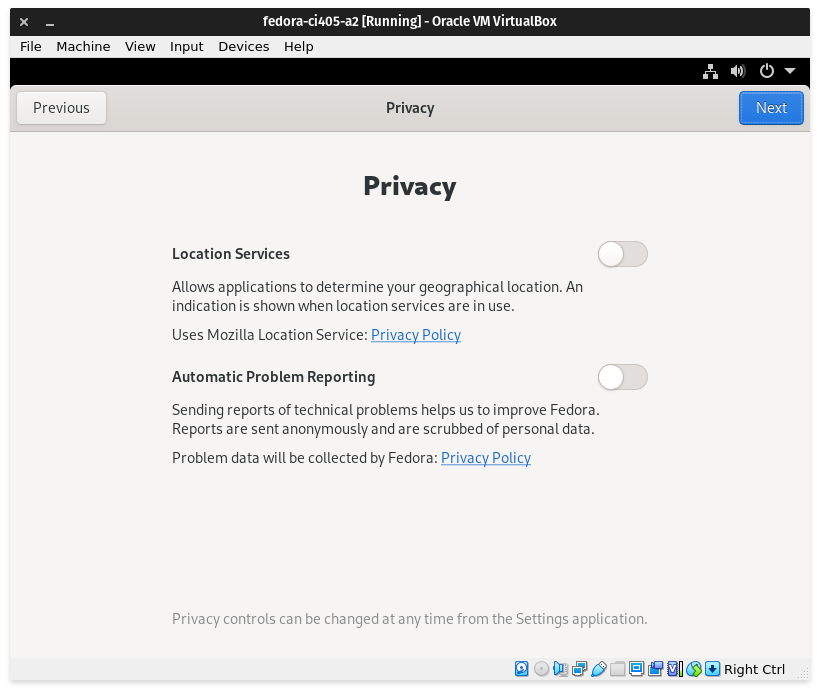 fedora-ci405-a2 [Running] - Oracle VM VirtualBox
File Machine View Input Devices Help
Previous Privacy Next
Privacy
Location Services
Allows applications to determine your geographical location. An
indication is shown when location services are in use.
Uses Mozilla Location Service: Privacy Policy
Automatic Problem Reporting
Sending reports of technical problems helps us to improve Fedora.
Reports are sent anonymously and are scrubbed of personal data.
Problem data will be collected by Fedora: Privacy Policy
Privacy controls can be changed at any time from the Settings application.
Right Ctrl